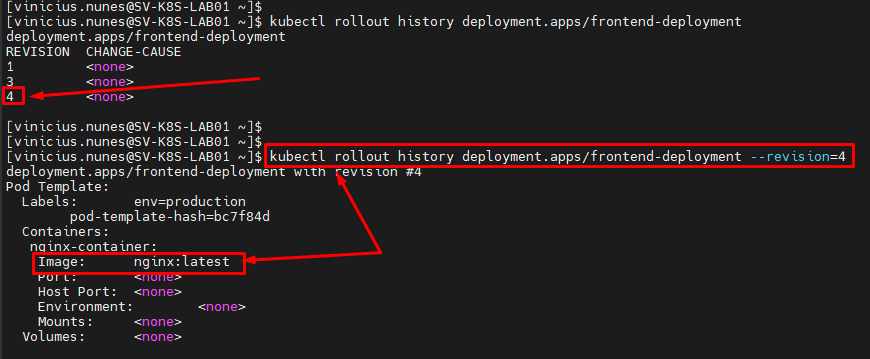 [vinicius.nunes@SV-K8S-LAB01 ~]$
[vinicius.nunes@SV-K8S-LAB01 ~]$ kubectl rollout history deployment.apps/frontend-deployment
deployment.apps/frontend-deployment
REVISION  CHANGE-CAUSE
1         <none>
3         <none>
4         <none>
[vinicius.nunes@SV-K8S-LAB01 ~]$
[vinicius.nunes@SV-K8S-LAB01 ~]$
[vinicius.nunes@SV-K8S-LAB01 ~]$ kubectl rollout history deployment.apps/frontend-deployment --revision=4
deployment.apps/frontend-deployment with revision #4
Pod Template:
  Labels:       env=production
        pod-template-hash=bc7f84d
  Containers:
   nginx-container:
    Image:      nginx:latest
    Port:       <none>
    Host Port:  <none>
    Environment:        <none>
    Mounts:     <none>
  Volumes:      <none>